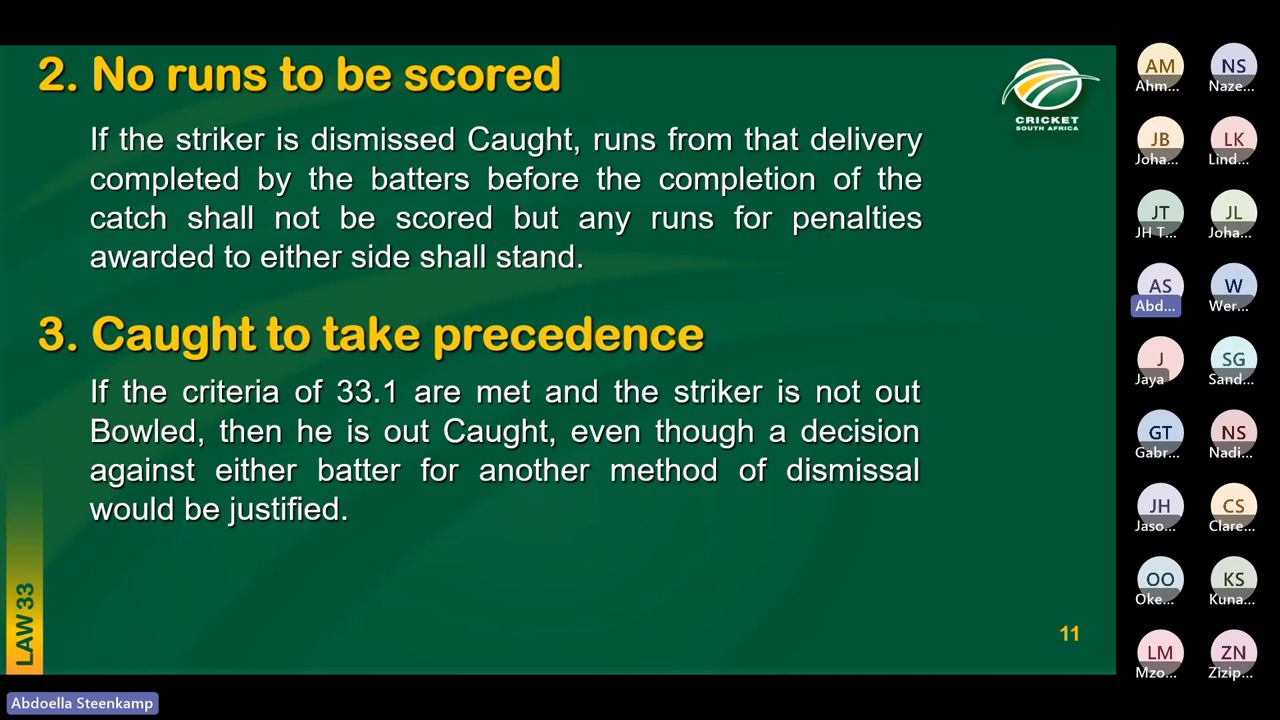 2. No runs to be scored
If the striker is dismissed Caught, runs from that delivery
completed by the batters before the completion of the
catch shall not be scored but any runs for penalties
awarded to either side shall stand.
3. Caught to take precedence
If the criteria of 33.1 are met and the striker is not out
Bowled, then he is out Caught, even though a decision
against either batter for another method of dismissal
would be justified.
LAW 33
11
CRICKET
SOUTH AFRICA
Abdoella Steenkamp
AM
Ahm...
NS
Naze...
JB
Joha...
LK
Lind...
JT
JH T...
JL
Joha...
AS
Abd...
W
Wer...
J
Jaya
SG
Sand...
GT
Gabr...
NS
Nadi...
JH
Jaso...
CS
Clare...
OO
Oke...
KS
Kuna...
LM
Mzo...
ZN
Zizip...